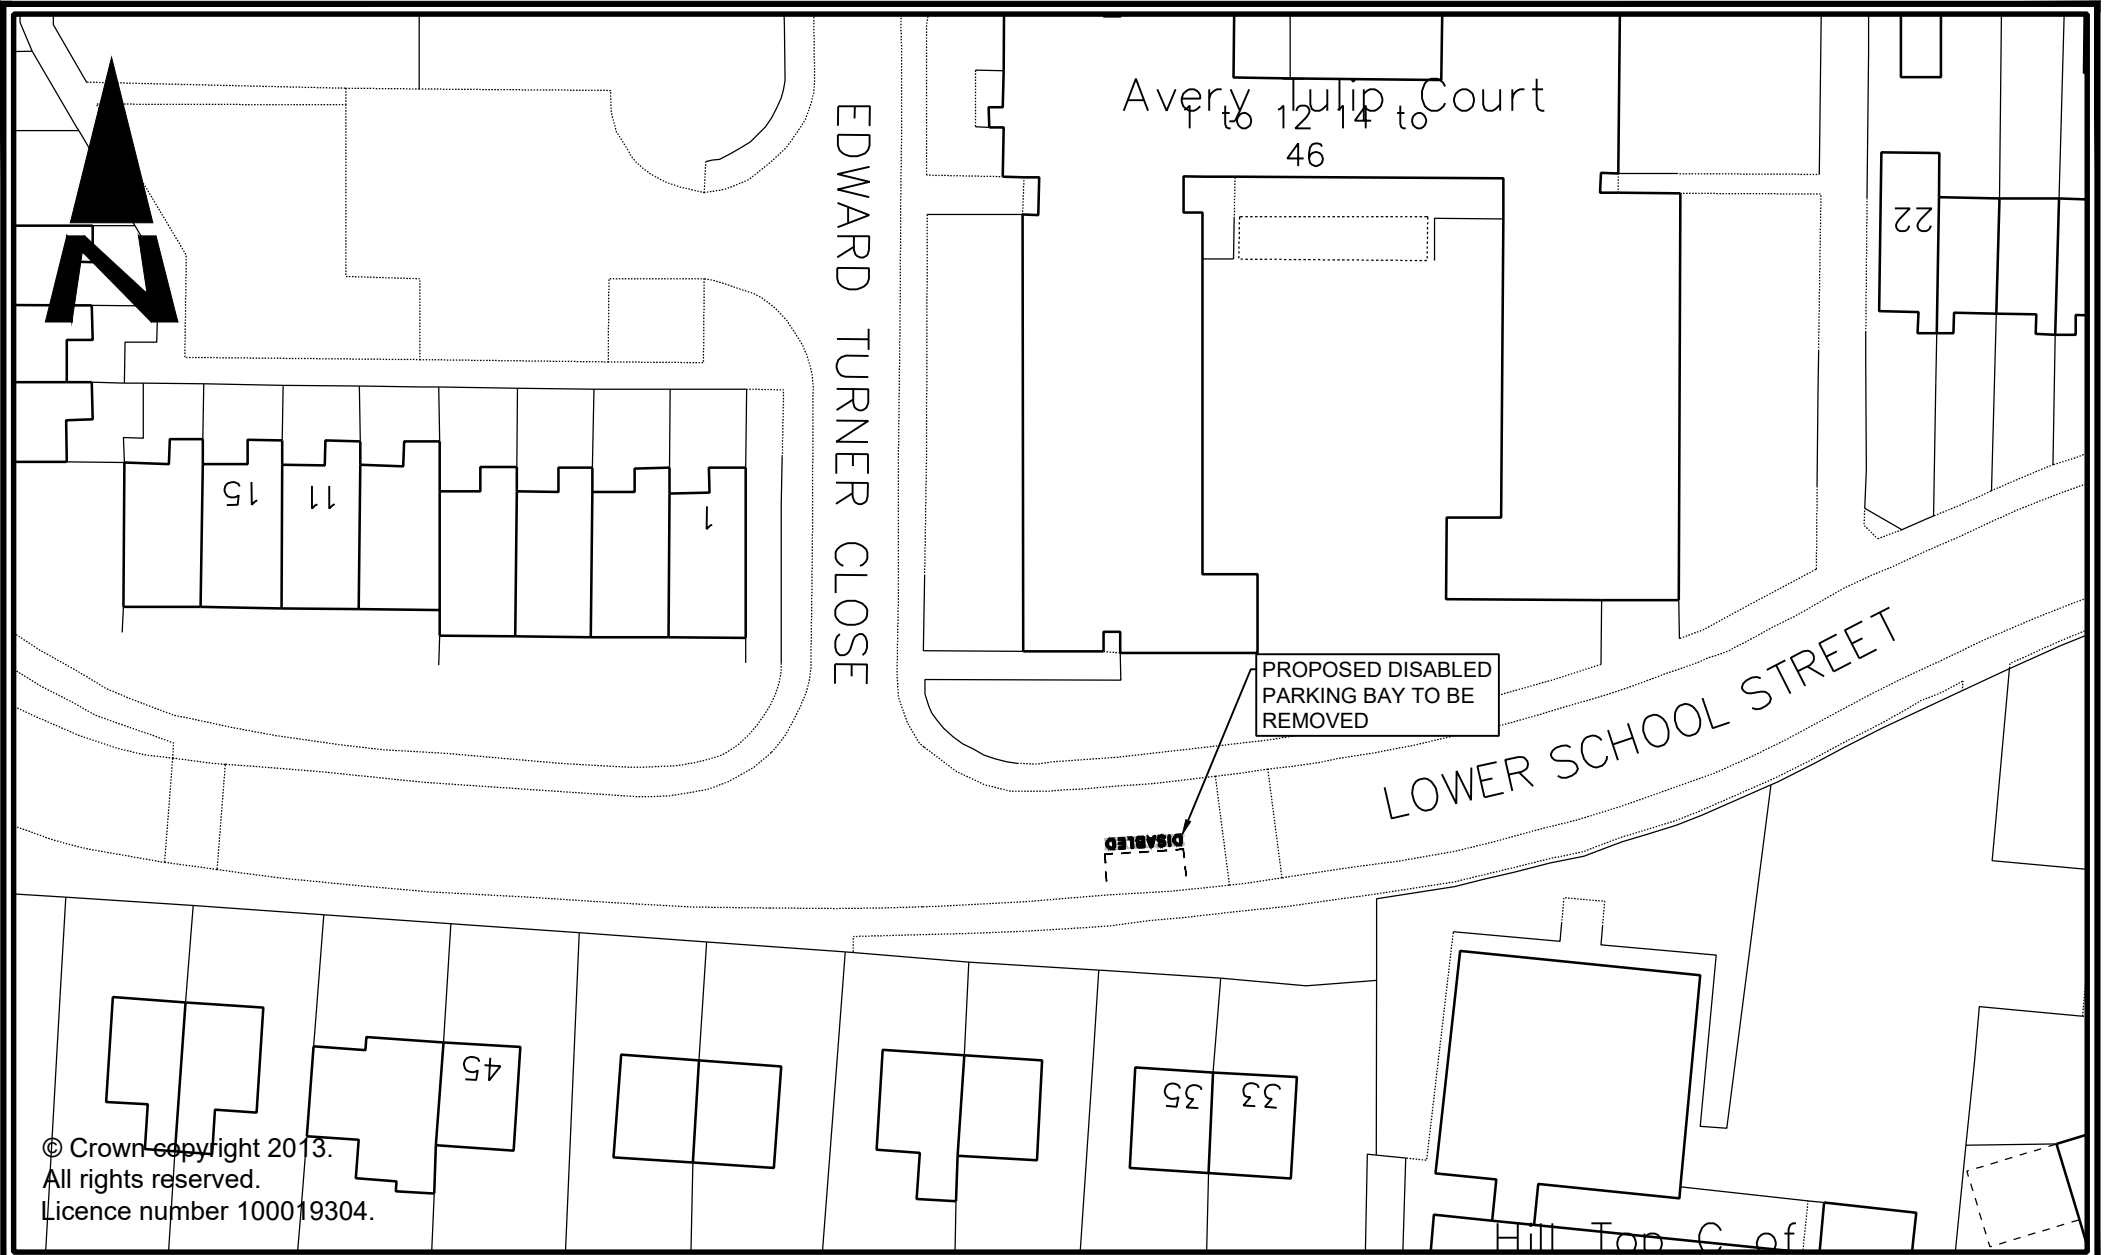 N
Avery Tulip Court
1 to 12 14 to
46
EDWARD TURNER CLOSE
22
15
11
1
PROPOSED DISABLED
PARKING BAY TO BE
REMOVED
LOWER SCHOOL STREET
DISABLED
45
35
33
© Crown copyright 2013.
All rights reserved.
Licence number 100019304.
Hill Top C of